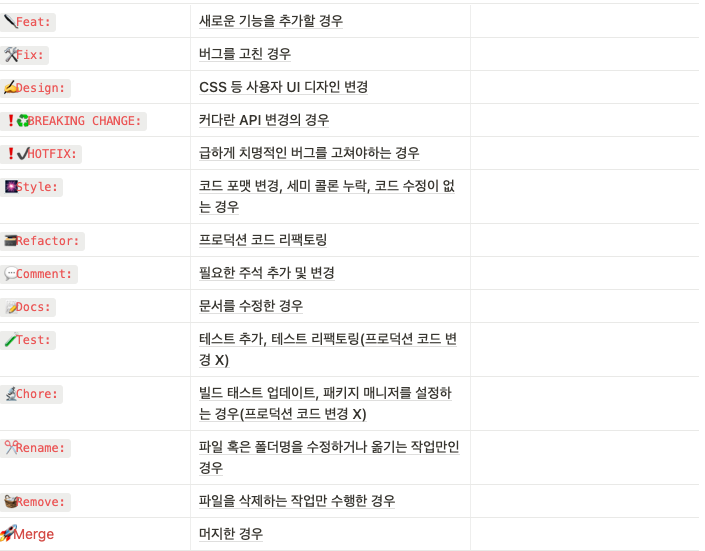 🔪Feat: 새로운 기능을 추가할 경우
🛠Fix: 버그를 고친 경우
✍️Design: CSS 등 사용자 UI 디자인 변경
❗️♻️BREAKING CHANGE: 커다란 API 변경의 경우
❗️✔️HOTFIX: 급하게 치명적인 버그를 고쳐야하는 경우
🎆Style: 코드 포맷 변경, 세미 콜론 누락, 코드 수정이 없
는 경우
Refactor: 프로덕션 코드 리팩토링
💬Comment: 필요한 주석 추가 및 변경
📝Docs: 문서를 수정한 경우
🧪Test: 테스트 추가, 테스트 리팩토링(프로덕션 코드 변
경 X)
🔬Chore: 빌드 태스트 업데이트, 패키지 매니저를 설정하
는 경우(프로덕션 코드 변경 X)
✂️Rename: 파일 혹은 폴더명을 수정하거나 옮기는 작업만인
경우
Remove: 파일을 삭제하는 작업만 수행한 경우
🚀Merge 머지한 경우